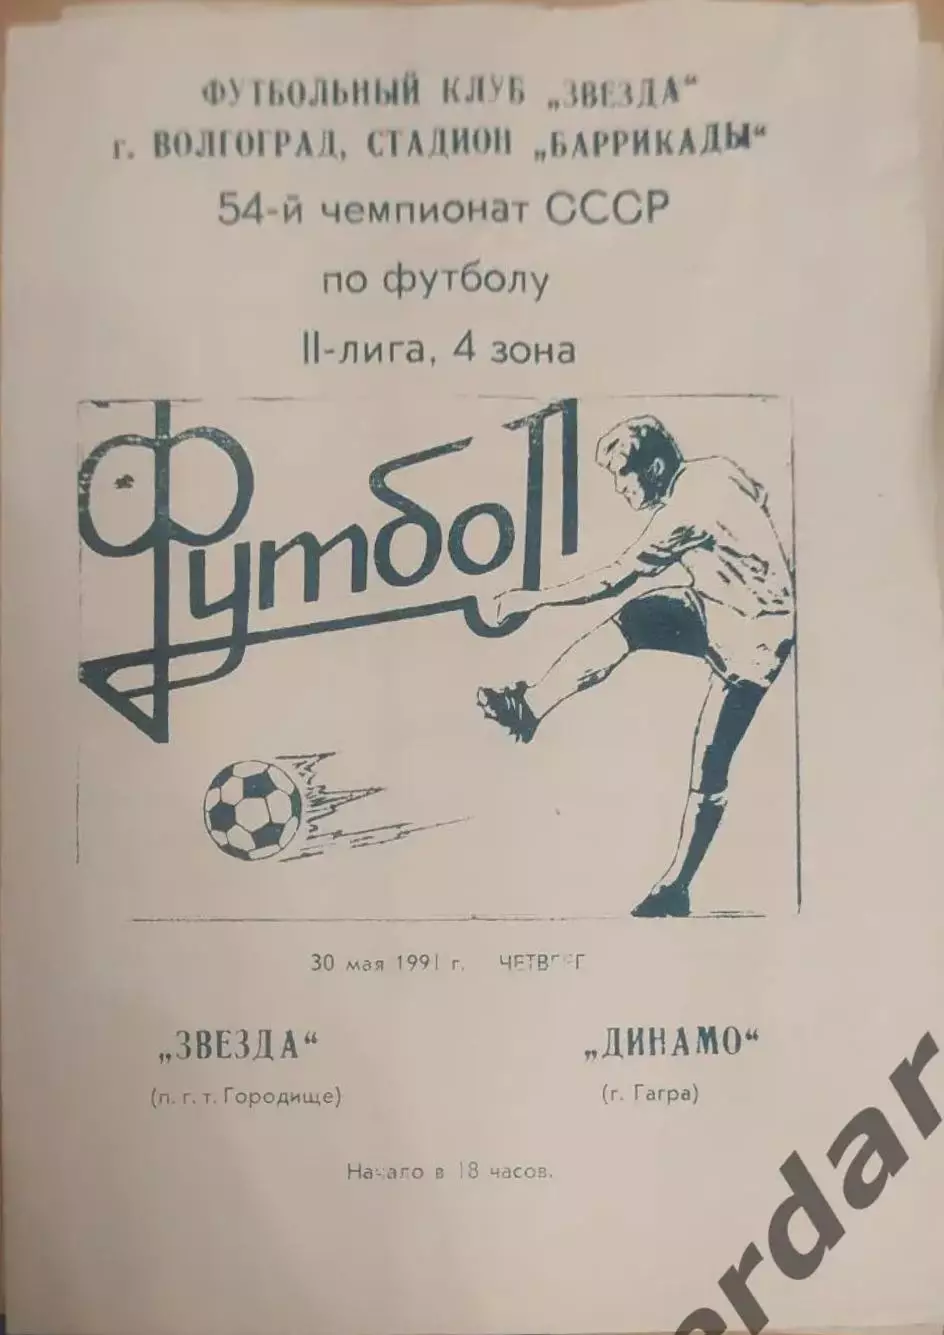 ФУТБОЛЬНЫЙ КЛУБ „ЗВЕЗДА“
г. ВОЛГОГРАД, СТАДИОН „БАРРИКАДЫ“
54-й чемпионат СССР
по футболу
II-лига, 4 зона
Футбол
30 мая 1991 г. ЧЕТВЕРГ
„ЗВЕЗДА“ „ДИНАМО“
(п. г. т. Городище) (г. Гагра)
Начало в 18 часов.